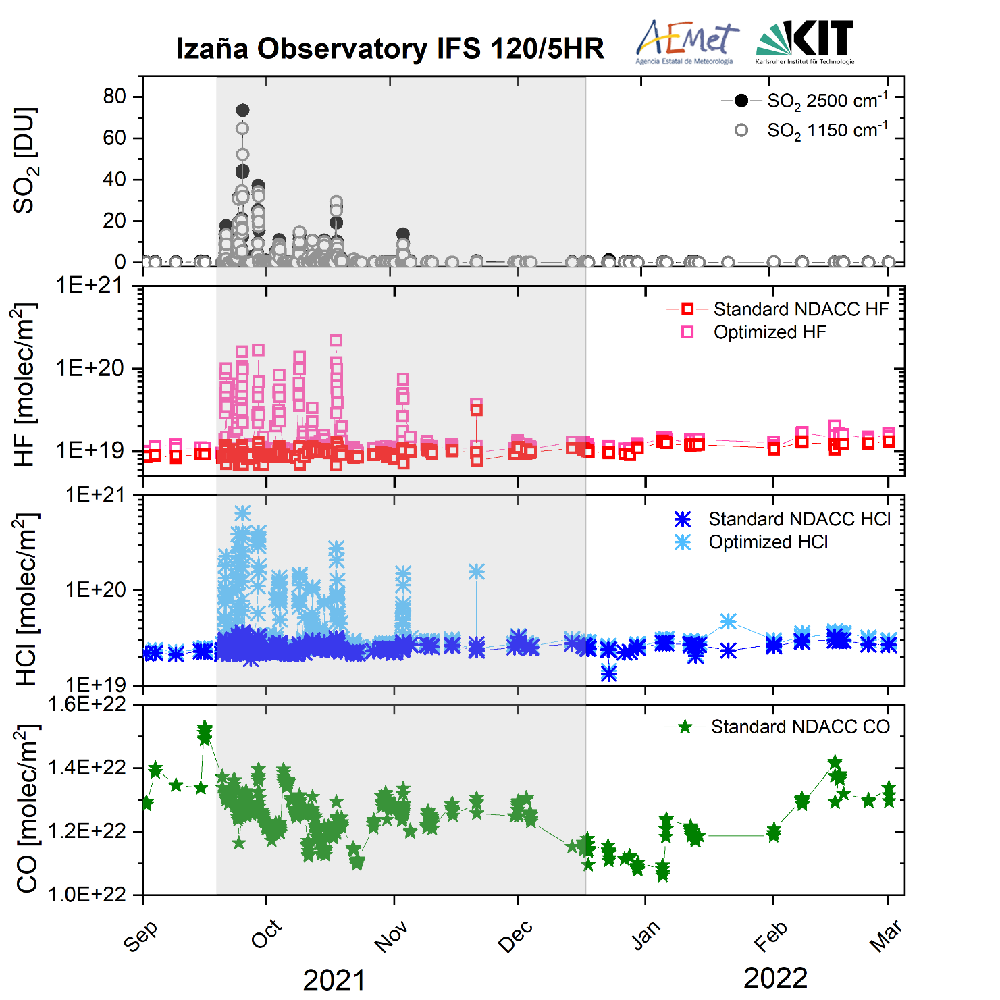 Izaña Observatory IFS 120/5HR
AEMet
Agencia Estatal de Meteorología
KIT
Karlsruher Institut für Technologie
SO₂ [DU]
80
60
40
20
0
SO₂ 2500 cm⁻¹
SO₂ 1150 cm⁻¹
HF [molec/m²]
1E+21
1E+20
1E+19
Standard NDACC HF
Optimized HF
HCl [molec/m²]
1E+21
1E+20
1E+19
Standard NDACC HCl
Optimized HCl
CO [molec/m²]
1.6E+22
1.4E+22
1.2E+22
1.0E+22
Standard NDACC CO
Sep
Oct
Nov
Dec
Jan
Feb
Mar
2021
2022